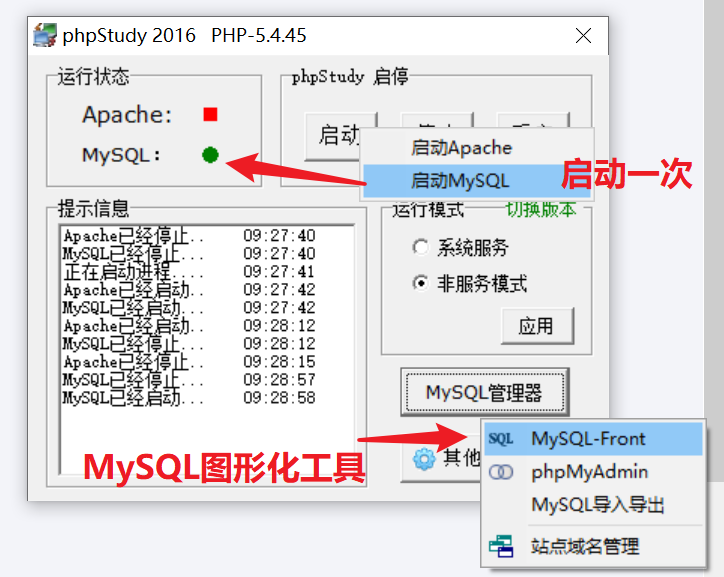 phpStudy 2016 PHP-5.4.45
运行状态
Apache:
MySQL:
phpStudy 启停
启动
启动Apache
启动MySQL
启动一次
提示信息
Apache已经停止.. 09:27:40
MySQL已经停止... 09:27:40
正在启动进程.... 09:27:41
Apache已经启动.. 09:27:42
MySQL已经启动... 09:27:42
Apache已经启动.. 09:28:12
MySQL已经停止... 09:28:12
Apache已经停止.. 09:28:15
MySQL已经停止... 09:28:57
MySQL已经启动... 09:28:58
运行模式
切换版本
系统服务
非服务模式
应用
MySQL管理器
MySQL图形化工具
其他
SQL MySQL-Front
phpMyAdmin
MySQL导入导出
站点域名管理